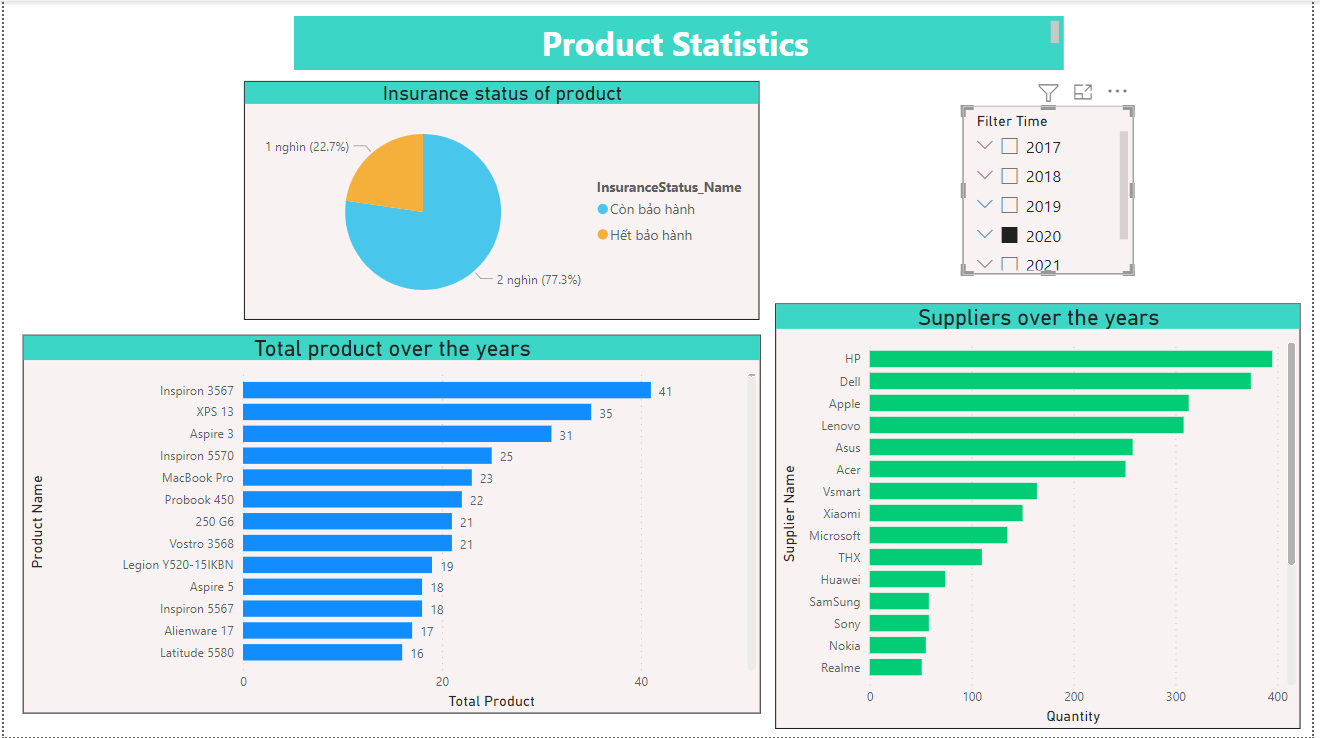 Product Statistics
Insurance status of product
1 nghìn (22.7%)
2 nghìn (77.3%)
InsuranceStatus_Name
Còn bảo hành
Hết bảo hành
Filter Time
2017
2018
2019
2020
2021
Total product over the years
Product Name
Inspiron 3567 41
XPS 13 35
Aspire 3 31
Inspiron 5570 25
MacBook Pro 23
Probook 450 22
250 G6 21
Vostro 3568 21
Legion Y520-15IKBN 19
Aspire 5 18
Inspiron 5567 18
Alienware 17 17
Latitude 5580 16
0 20 40
Total Product
Suppliers over the years
Supplier Name
HP
Dell
Apple
Lenovo
Asus
Acer
Vsmart
Xiaomi
Microsoft
THX
Huawei
SamSung
Sony
Nokia
Realme
0 100 200 300 400
Quantity